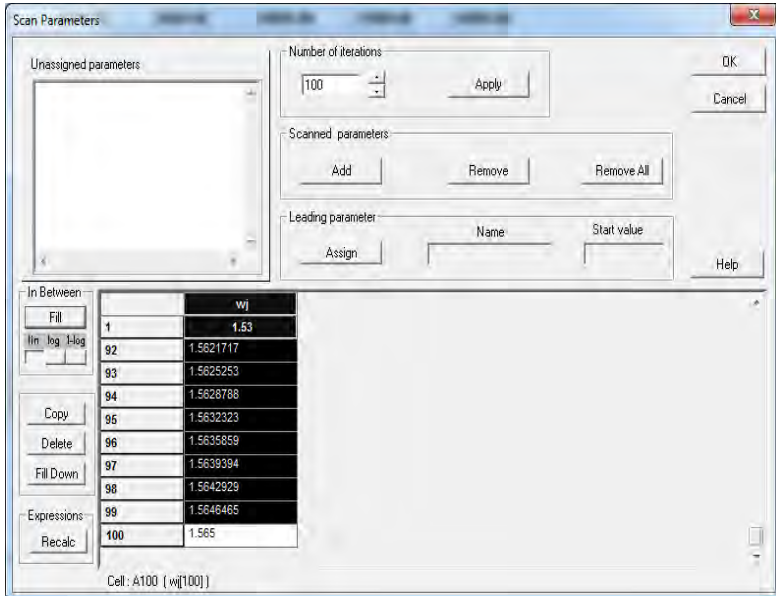 Scan Parameters
Unassigned parameters
Number of iterations
100
Apply
OK
Cancel
Scanned parameters
Add Remove Remove All
Leading parameter
Name Start value
Assign
Help
In Between
Fill
lin log 1-log
Copy
Delete
Fill Down
Expressions
Recalc
wj
1 1.53
92 1.5621717
93 1.5625253
94 1.5628788
95 1.5632323
96 1.5635859
97 1.5639394
98 1.5642929
99 1.5646465
100 1.565
Cell : A100 ( wj[100] )